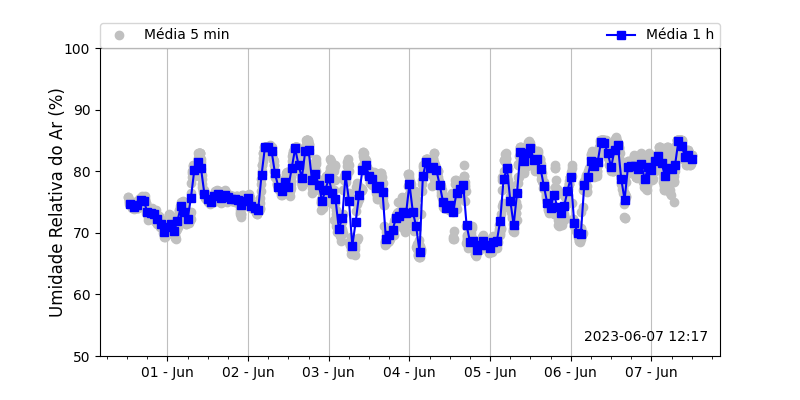 Média 5 min
Média 1 h
Umidade Relativa do Ar (%)
100
90
80
70
60
50
2023-06-07 12:17
01 - Jun
02 - Jun
03 - Jun
04 - Jun
05 - Jun
06 - Jun
07 - Jun